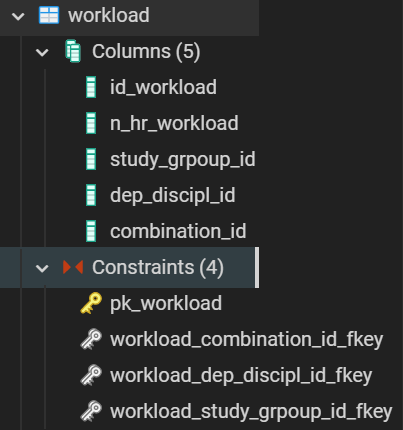 workload
Columns (5)
id_workload
n_hr_workload
study_grpoup_id
dep_discipl_id
combination_id
Constraints (4)
pk_workload
workload_combination_id_fkey
workload_dep_discipl_id_fkey
workload_study_grpoup_id_fkey